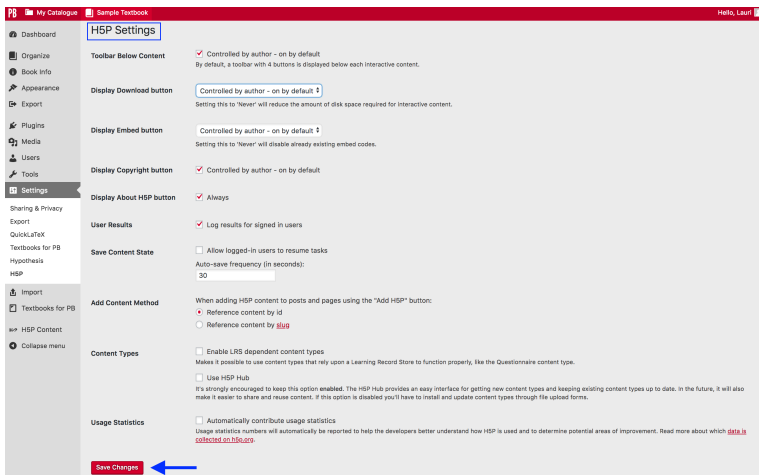 My Catalogue
Sample Textbook
Hello, Lauri
Dashboard
Organize
Book Info
Appearance
Export
Plugins
Media
Users
Tools
Settings
Sharing & Privacy
Export
QuickLaTeX
Textbooks for PB
Hypothesis
H5P
Import
Textbooks for PB
H5P Content
Collapse menu
H5P Settings
Toolbar Below Content
Controlled by author - on by default
By default, a toolbar with 4 buttons is displayed below each interactive content.
Display Download button
Controlled by author - on by default
Setting this to 'Never' will reduce the amount of disk space required for interactive content.
Display Embed button
Controlled by author - on by default
Setting this to 'Never' will disable already existing embed codes.
Display Copyright button
Controlled by author - on by default
Display About H5P button
Always
User Results
Log results for signed in users
Save Content State
Allow logged-in users to resume tasks
Auto-save frequency (in seconds):
30
Add Content Method
When adding H5P content to posts and pages using the "Add H5P" button:
Reference content by id
Reference content by slug
Content Types
Enable LRS dependent content types
Makes it possible to use content types that rely upon a Learning Record Store to function properly, like the Questionnaire content type.
Use H5P Hub
It's strongly encouraged to keep this option enabled. The H5P Hub provides an easy interface for getting new content types and keeping existing content types up to date. In the future, it will also
make it easier to share and reuse content. If this option is disabled you'll have to install and update content types through file upload forms.
Usage Statistics
Automatically contribute usage statistics
Usage statistics numbers will automatically be reported to help the developers better understand how H5P is used and to determine potential areas of improvement. Read more about which data is
collected on h5p.org.
Save Changes